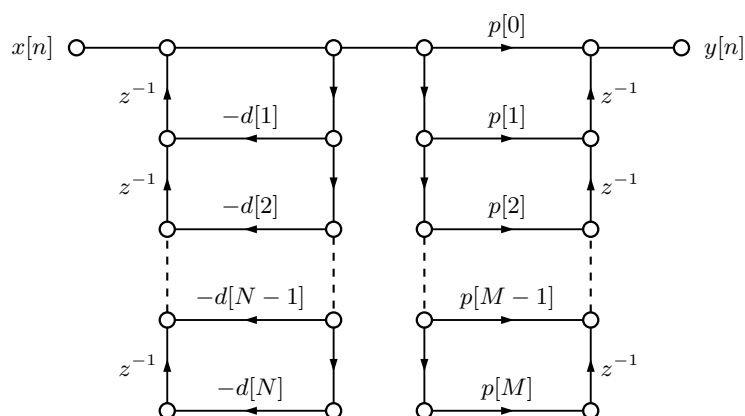 p[0]
x[n] y[n]
z⁻¹ -d[1] p[1] z⁻¹
z⁻¹ -d[2] p[2] z⁻¹
-d[N − 1] p[M − 1]
z⁻¹ -d[N] p[M] z⁻¹